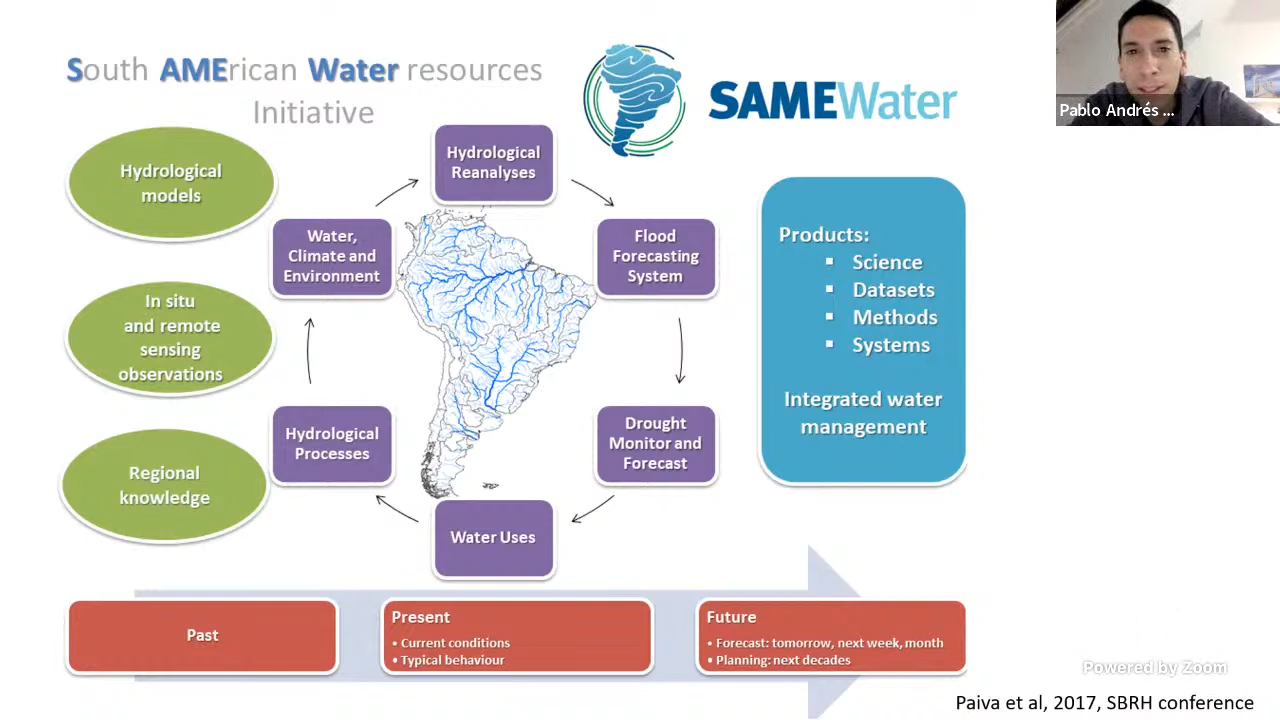 South AMErican Water resources
Initiative
SAMEWater
Pablo Andrés ...
Hydrological
models
In situ
and remote
sensing
observations
Regional
knowledge
Hydrological
Reanalyses
Flood
Forecasting
System
Drought
Monitor and
Forecast
Water Uses
Hydrological
Processes
Water,
Climate and
Environment
Products:
▪ Science
▪ Datasets
▪ Methods
▪ Systems
Integrated water
management
Past
Present
• Current conditions
• Typical behaviour
Future
• Forecast: tomorrow, next week, month
• Planning: next decades
Powered by Zoom
Paiva et al, 2017, SBRH conference